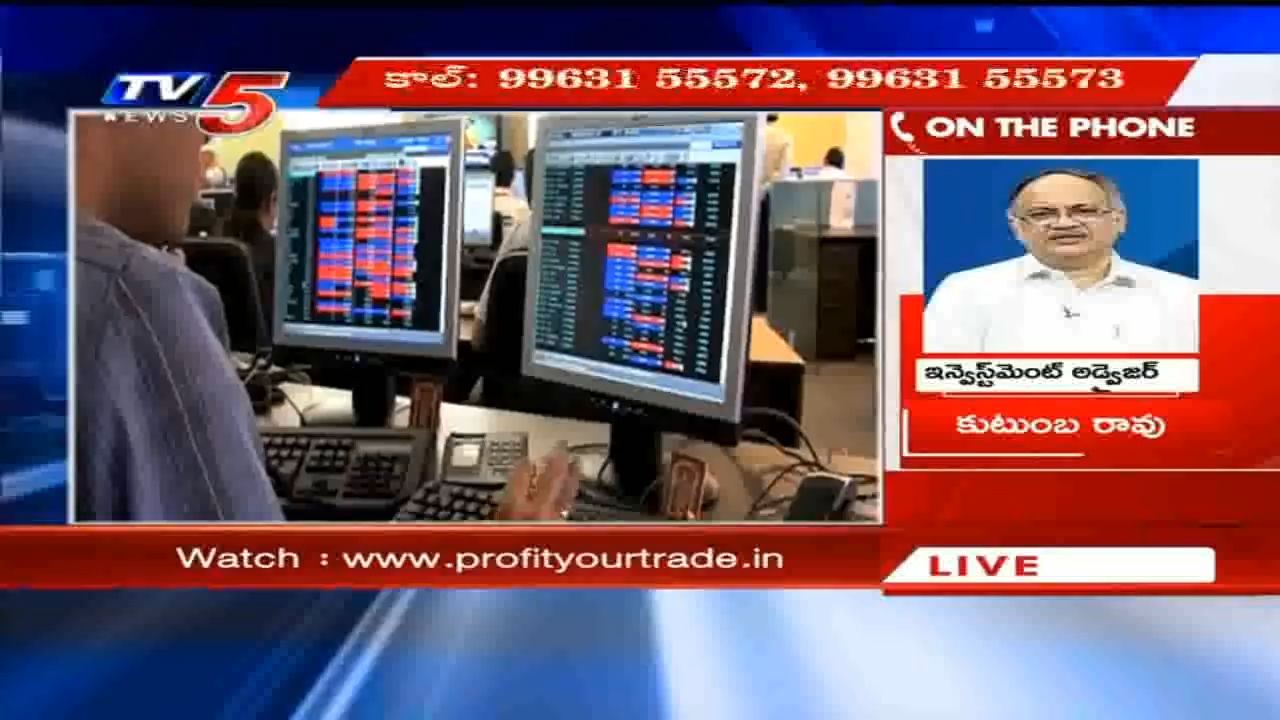 TV5
NEWS
కాల్: 99631 55572, 99631 55573
ON THE PHONE
ఇన్వెస్ట్‌మెంట్ అడ్వైజర్
కుటుంబ రావు
Watch : www.profityourtrade.in
LIVE